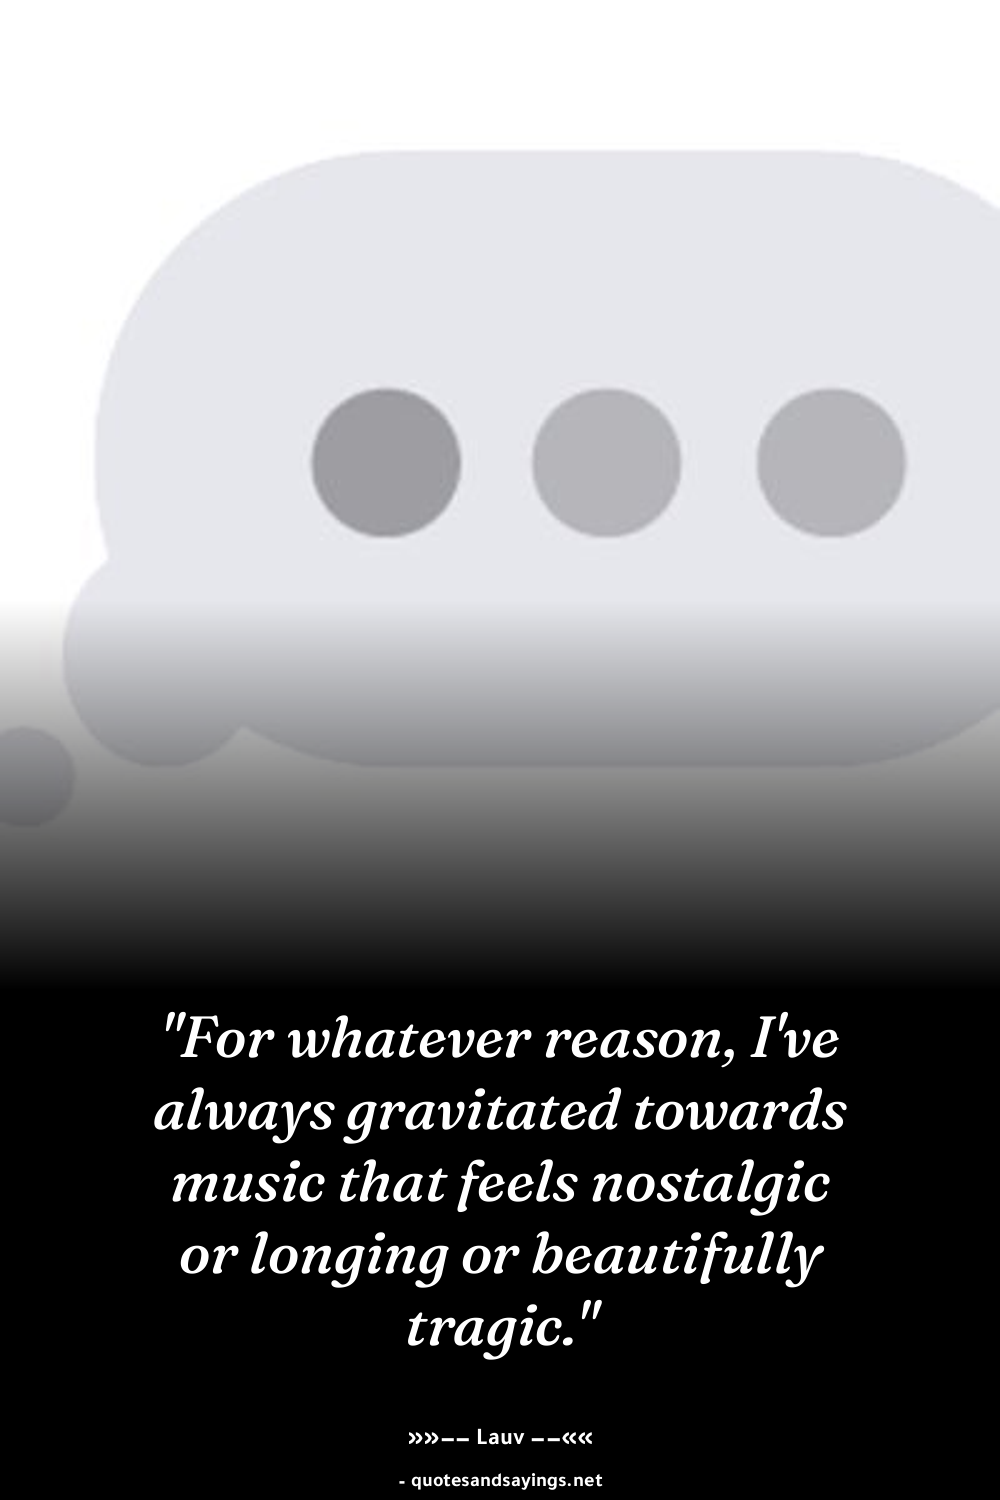 "For whatever reason, I've
always gravitated towards
music that feels nostalgic
or longing or beautifully
tragic."
»»−− Lauv −−««
- quotesandsayings.net